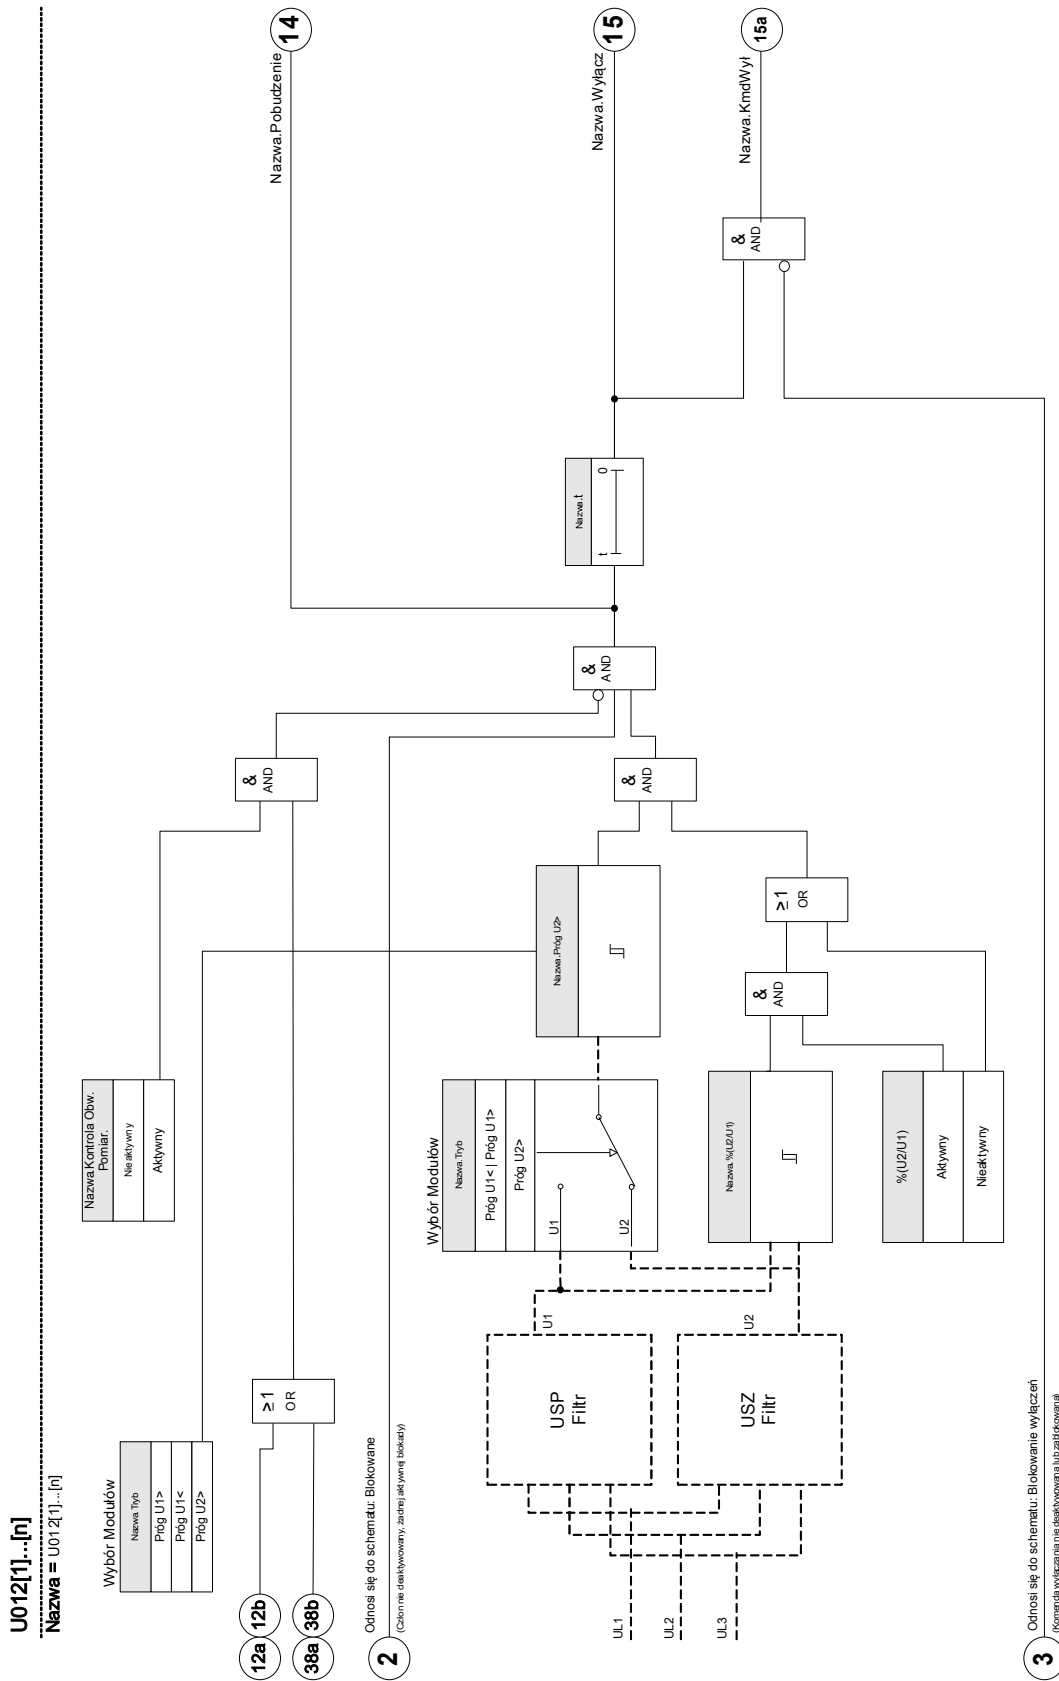 U012[1]...[n]
Nazwa = U012[1]...[n]
Wybór Modułów
Nazwa.Tryb
Próg U1>
Próg U1<
Próg U2>
Nazwa.Kontrola Obw.
Pomiar.
Nieaktywny
Aktywny
12a
12b
38a
38b
≥1
OR
&
AND
Nazwa.Pobudzenie
14
2
Odnosi się do schematu: Blokowane
(Człon nie deaktywowany, żadnej aktywnej blokady)
Wybór Modułów
Nazwa.Tryb
Próg U1< | Próg U1>
Próg U2>
U1
U2
Nazwa.Próg U2>
&
AND
&
AND
Nazwa.t
t
0
Nazwa.Wyłącz
15
UL1
UL2
UL3
USP
Filtr
U1
USZ
Filtr
U2
Nazwa.%(U2/U1)
%(U2/U1)
Aktywny
Nieaktywny
&
AND
≥1
OR
&
AND
Nazwa.KmdWył
15a
3
Odnosi się do schematu: Blokowanie wyłączeń
(Komenda wyłączania nie deaktywowana lub zablokowana)